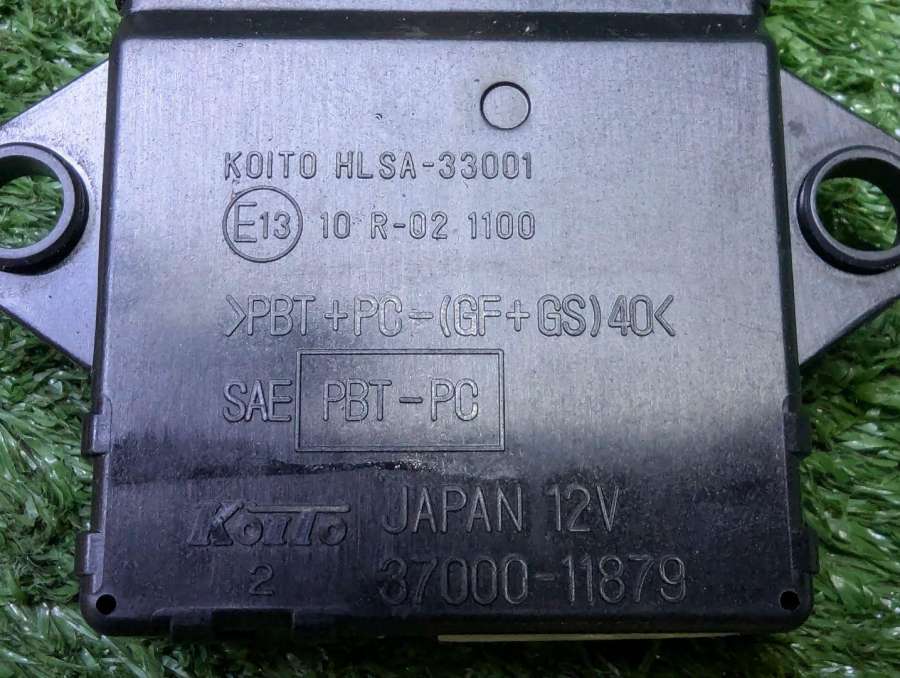 KOITO HLSA-33001
E13 10 R-02 1100
>PBT+PC-(GF+GS)40<
SAE PBT-PC
KOITO JAPAN 12V
2 37000-11879